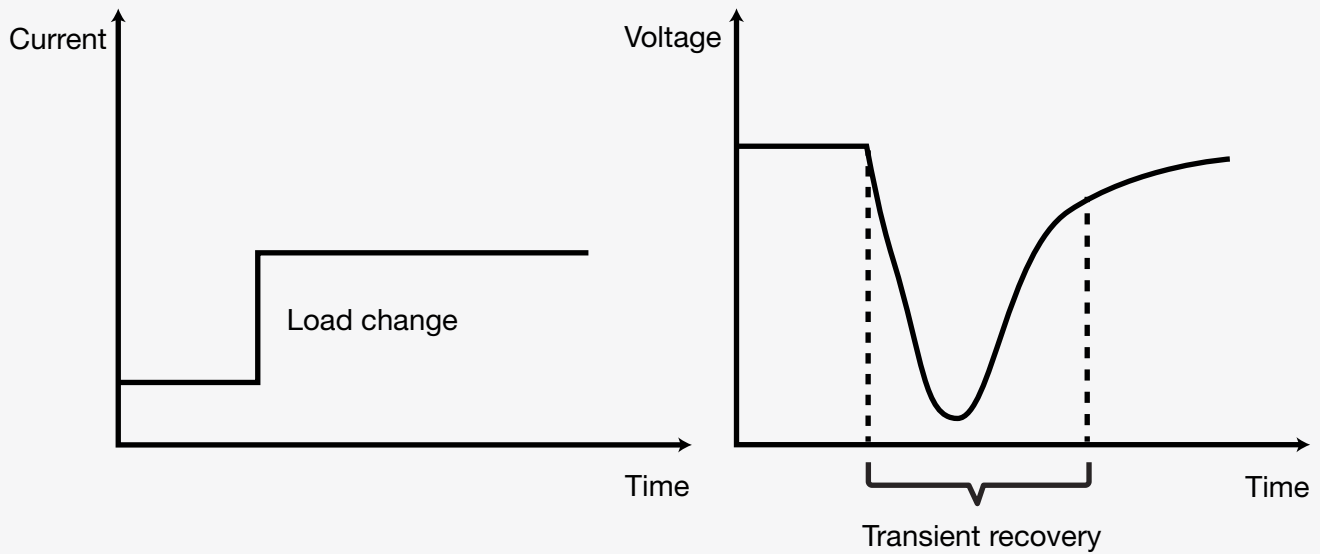 Current
Load change
Time
Voltage
Time
Transient recovery